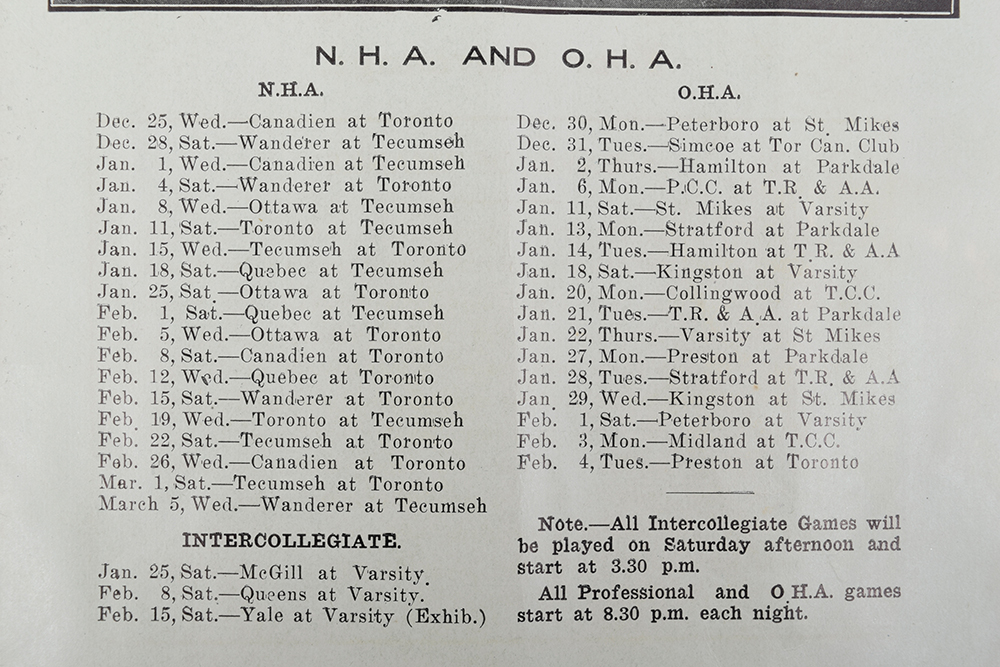 N. H. A. AND O. H. A.
N.H.A.
Dec. 25, Wed.—Canadien at Toronto
Dec. 28, Sat.—Wanderer at Tecumseh
Jan. 1, Wed.—Canadien at Tecumseh
Jan. 4, Sat.—Wanderer at Toronto
Jan. 8, Wed.—Ottawa at Tecumseh
Jan. 11, Sat.—Toronto at Tecumseh
Jan. 15, Wed.—Tecumseh at Toronto
Jan. 18, Sat.—Quebec at Tecumseh
Jan. 25, Sat.—Ottawa at Toronto
Feb. 1, Sat.—Quebec at Tecumseh
Feb. 5, Wed.—Ottawa at Toronto
Feb. 8, Sat.—Canadien at Toronto
Feb. 12, Wed.—Quebec at Toronto
Feb. 15, Sat.—Wanderer at Toronto
Feb. 19, Wed.—Toronto at Tecumseh
Feb. 22, Sat.—Tecumseh at Toronto
Feb. 26, Wed.—Canadien at Toronto
Mar. 1, Sat.—Tecumseh at Toronto
March 5, Wed.—Wanderer at Tecumseh
INTERCOLLEGIATE.
Jan. 25, Sat.—McGill at Varsity.
Feb. 8, Sat.—Queens at Varsity.
Feb. 15, Sat.—Yale at Varsity (Exhib.)
O.H.A.
Dec. 30, Mon.—Peterboro at St. Mikes
Dec. 31, Tues.—Simcoe at Tor Can. Club
Jan. 2, Thurs.—Hamilton at Parkdale
Jan. 6, Mon.—P.C.C. at T.R. & A.A.
Jan. 11, Sat.—St. Mikes at Varsity
Jan. 13, Mon.—Stratford at Parkdale
Jan. 14, Tues.—Hamilton at T.R. & A.A
Jan. 18, Sat.—Kingston at Varsity
Jan. 20, Mon.—Collingwood at T.C.C.
Jan. 21, Tues.—T.R. & A.A. at Parkdale
Jan. 22, Thurs.—Varsity at St Mikes
Jan. 27, Mon.—Preston at Parkdale
Jan. 28, Tues.—Stratford at T.R. & A.A
Jan. 29, Wed.—Kingston at St. Mikes
Feb. 1, Sat.—Peterboro at Varsity
Feb. 3, Mon.—Midland at T.C.C.
Feb. 4, Tues.—Preston at Toronto
Note.—All Intercollegiate Games will
be played on Saturday afternoon and
start at 3.30 p.m.
All Professional and O.H.A. games
start at 8.30 p.m. each night.